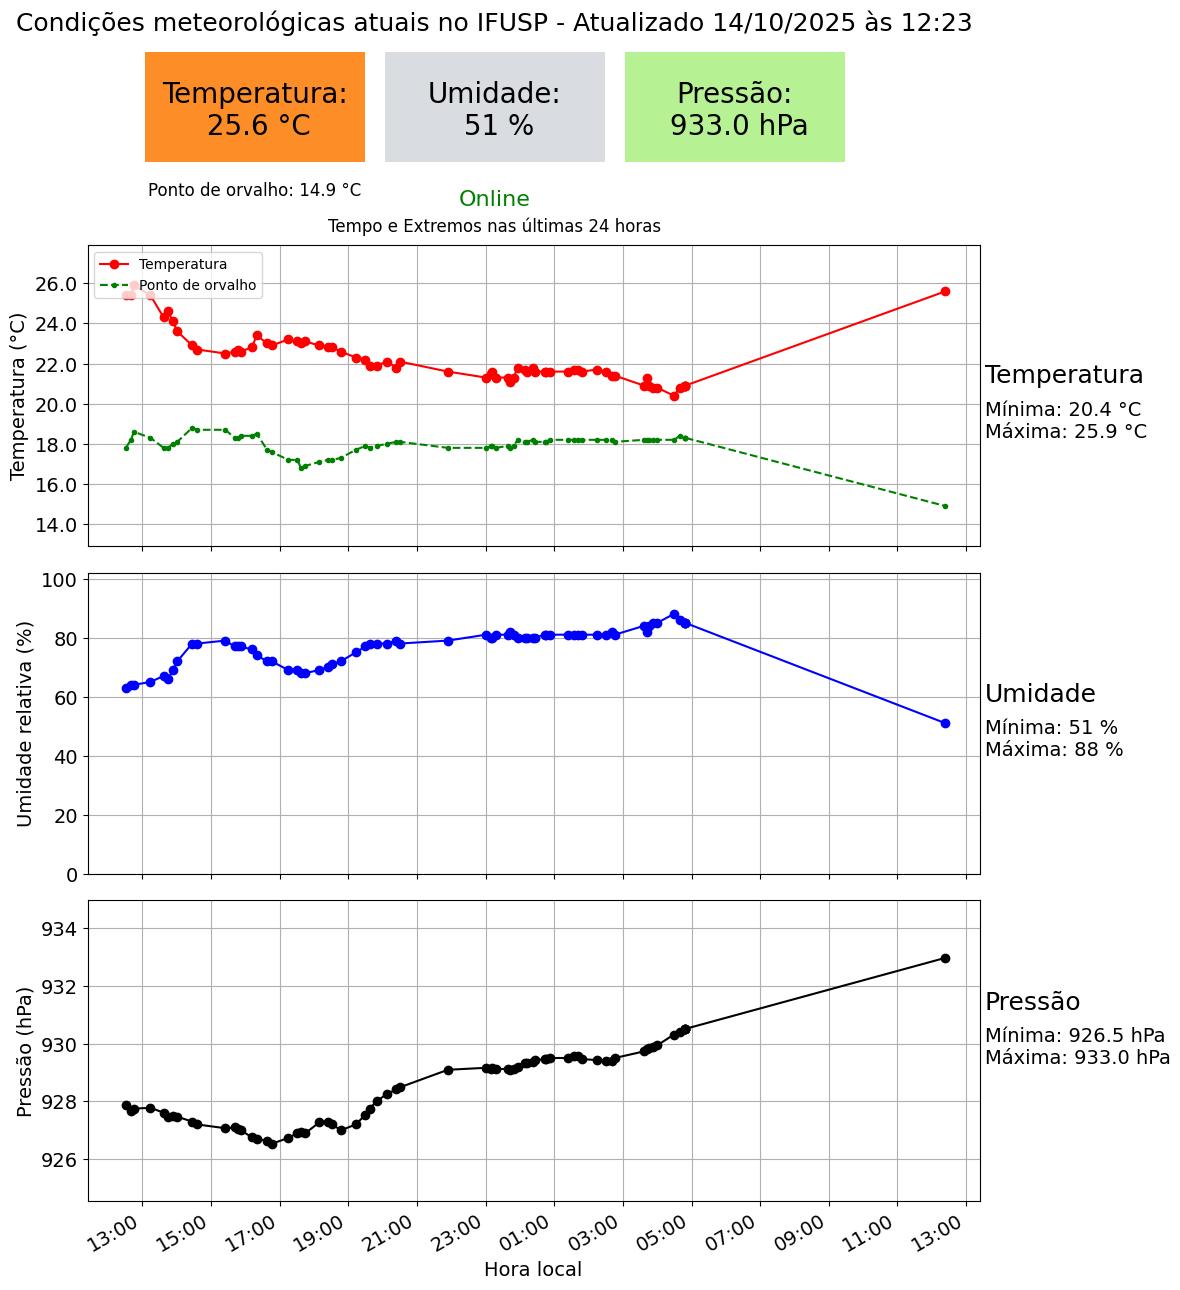 Condições meteorológicas atuais no IFUSP - Atualizado 14/10/2025 às 12:23
Temperatura:
25.6 °C
Umidade:
51 %
Pressão:
933.0 hPa
Ponto de orvalho: 14.9 °C
Online
Tempo e Extremos nas últimas 24 horas
Temperatura
Ponto de orvalho
Temperatura (°C)
26.0
24.0
22.0
20.0
18.0
16.0
14.0
Temperatura
Mínima: 20.4 °C
Máxima: 25.9 °C
Umidade relativa (%)
100
80
60
40
20
0
Umidade
Mínima: 51 %
Máxima: 88 %
Pressão (hPa)
934
932
930
928
926
Pressão
Mínima: 926.5 hPa
Máxima: 933.0 hPa
13:00 15:00 17:00 19:00 21:00 23:00 01:00 03:00 05:00 07:00 09:00 11:00 13:00
Hora local